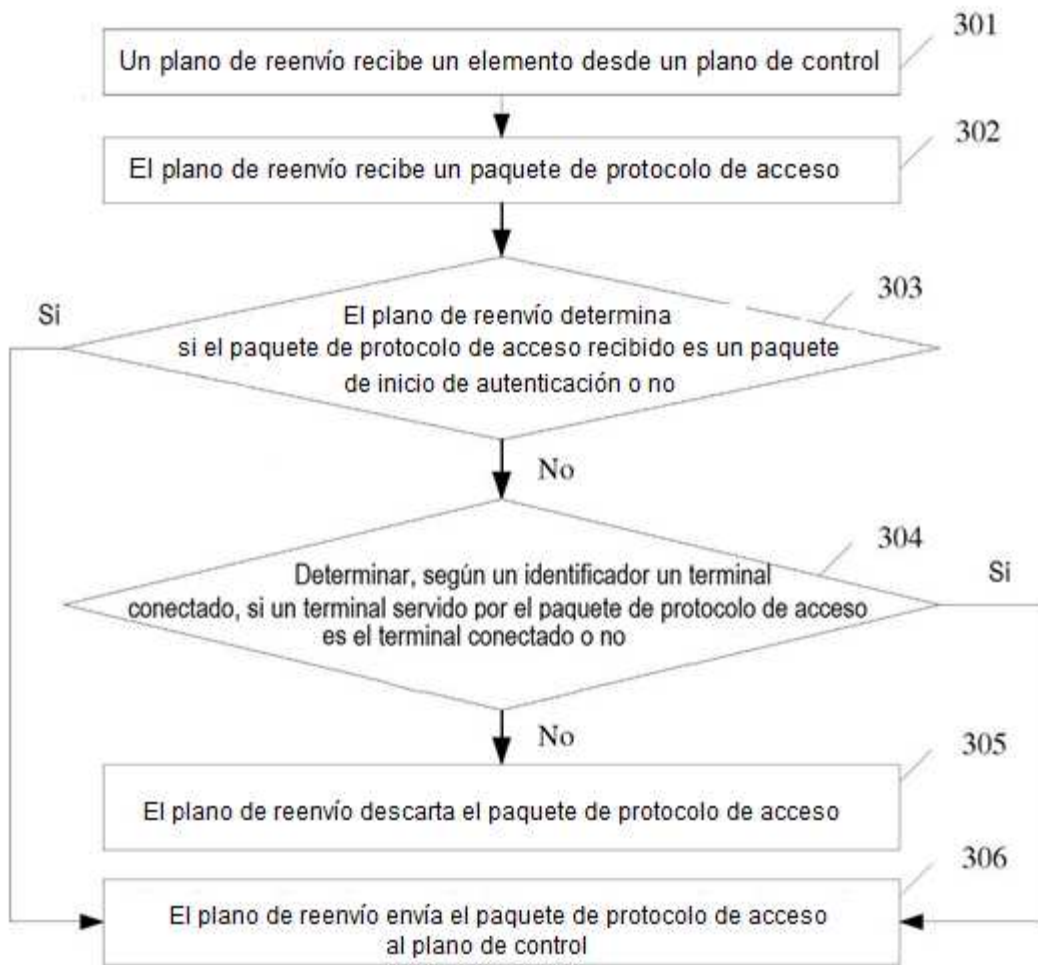 301
Un plano de reenvío recibe un elemento desde un plano de control
302
El plano de reenvío recibe un paquete de protocolo de acceso
303
Si
El plano de reenvío determina
si el paquete de protocolo de acceso recibido es un paquete
de inicio de autenticación o no
No
304
Si
Determinar, según un identificador un terminal
conectado, si un terminal servido por el paquete de protocolo de acceso
es el terminal conectado o no
No
305
El plano de reenvío descarta el paquete de protocolo de acceso
306
El plano de reenvío envía el paquete de protocolo de acceso
al plano de control